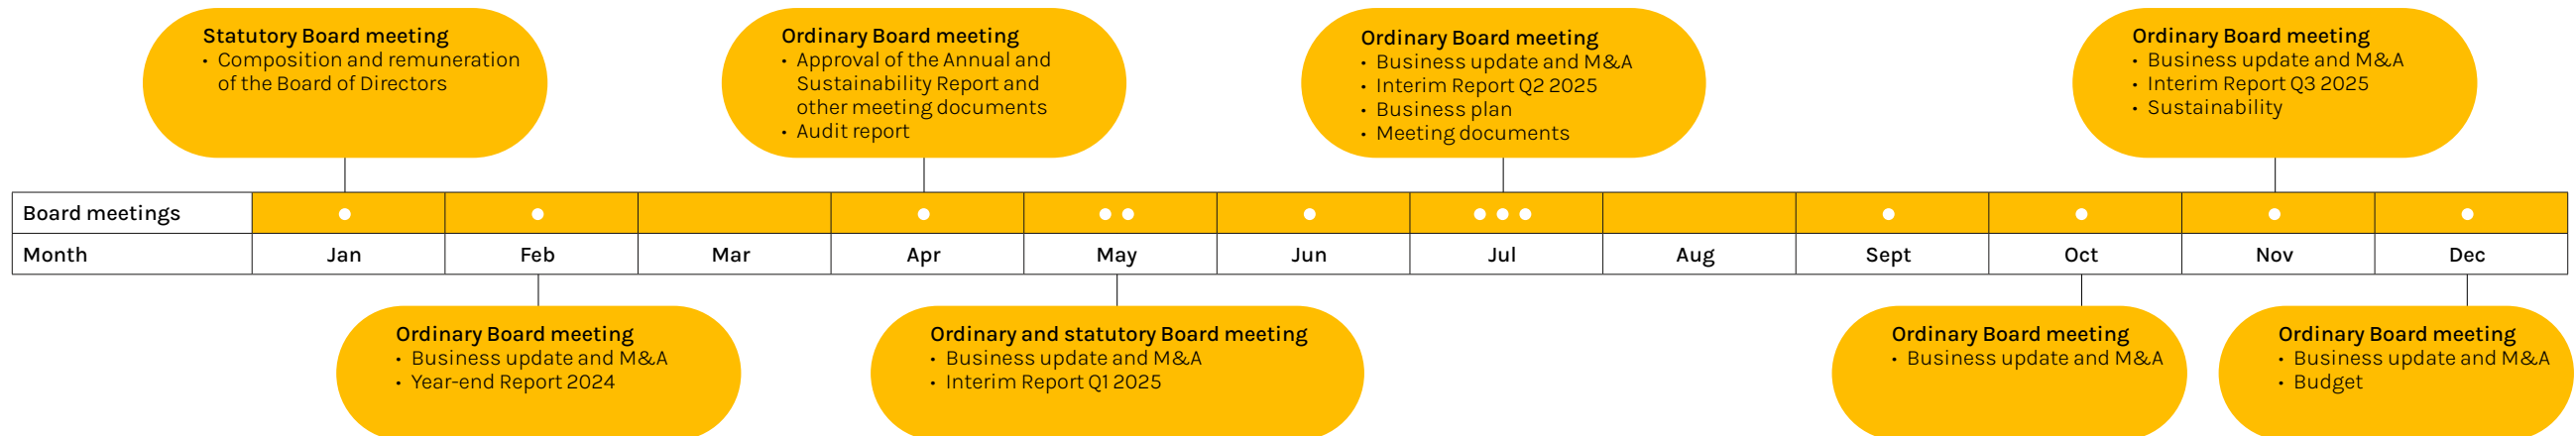 Statutory Board meeting
• Composition and remuneration
of the Board of Directors
Ordinary Board meeting
• Approval of the Annual and
Sustainability Report and
other meeting documents
• Audit report
Ordinary Board meeting
• Business update and M&A
• Interim Report Q2 2025
• Business plan
• Meeting documents
Ordinary Board meeting
• Business update and M&A
• Interim Report Q3 2025
• Sustainability
Board meetings
Month Jan Feb Mar Apr May Jun Jul Aug Sept Oct Nov Dec
Ordinary Board meeting
• Business update and M&A
• Year-end Report 2024
Ordinary and statutory Board meeting
• Business update and M&A
• Interim Report Q1 2025
Ordinary Board meeting
• Business update and M&A
Ordinary Board meeting
• Business update and M&A
• Budget